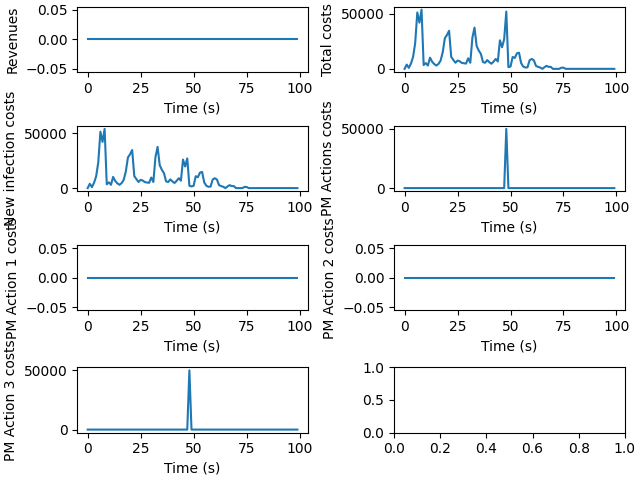 Revenues
0.05
0.00
−0.05
0 25 50 75 100
Time (s)
Total costs
50000
0
0 25 50 75 100
Time (s)
New infection costs
50000
0
0 25 50 75 100
Time (s)
PM Actions costs
50000
0
0 25 50 75 100
Time (s)
PM Action 1 costs
0.05
0.00
−0.05
0 25 50 75 100
Time (s)
PM Action 2 costs
0.05
0.00
−0.05
0 25 50 75 100
Time (s)
PM Action 3 costs
50000
0
0 25 50 75 100
Time (s)
1.0
0.5
0.0
0.0 0.2 0.4 0.6 0.8 1.0